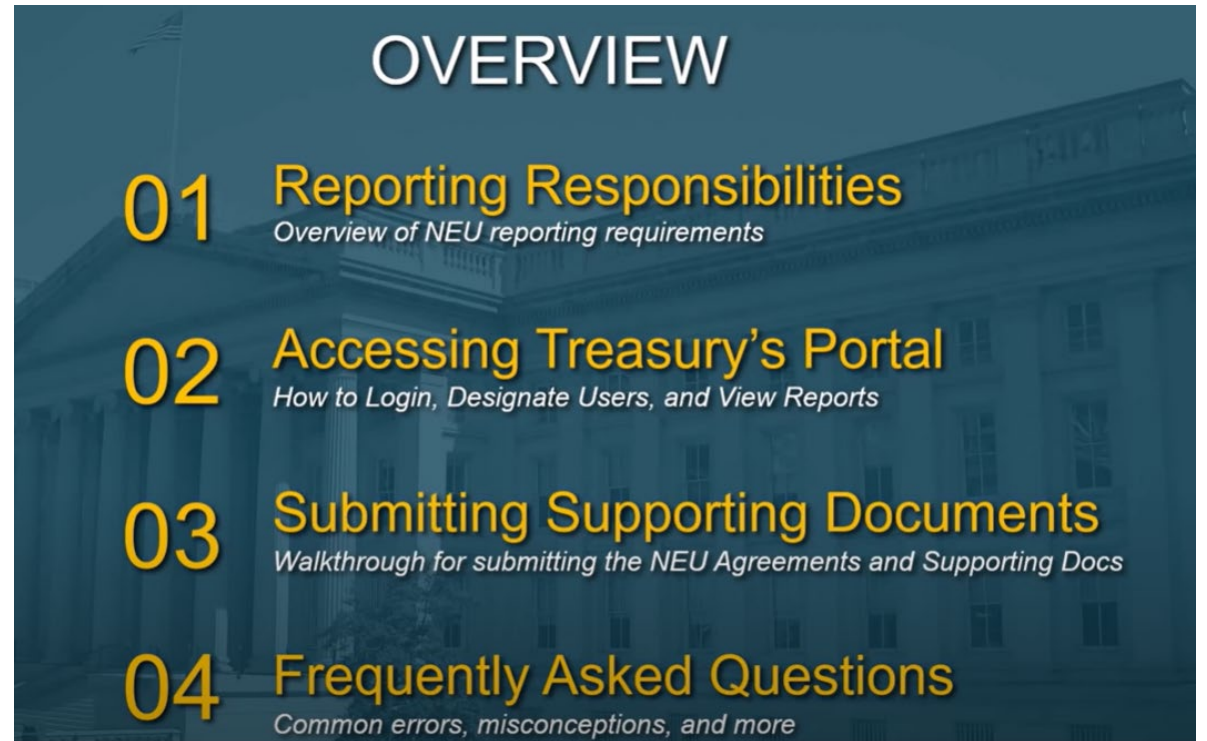 OVERVIEW
01
Reporting Responsibilities
Overview of NEU reporting requirements
02
Accessing Treasury’s Portal
How to Login, Designate Users, and View Reports
03
Submitting Supporting Documents
Walkthrough for submitting the NEU Agreements and Supporting Docs
04
Frequently Asked Questions
Common errors, misconceptions, and more